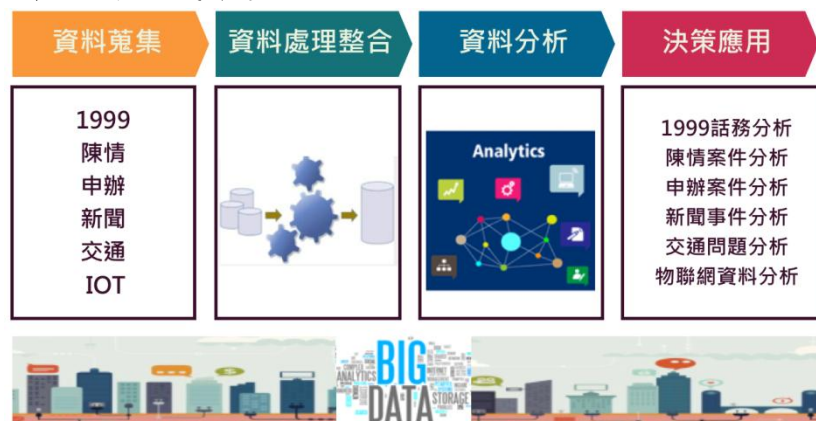 資料蒐集
資料處理整合
資料分析
決策應用
1999
陳情
申辦
新聞
交通
IOT
Analytics
1999話務分析
陳情案件分析
申辦案件分析
新聞事件分析
交通問題分析
物聯網資料分析
BIG
ANALYTICS
DATA
STORAGE